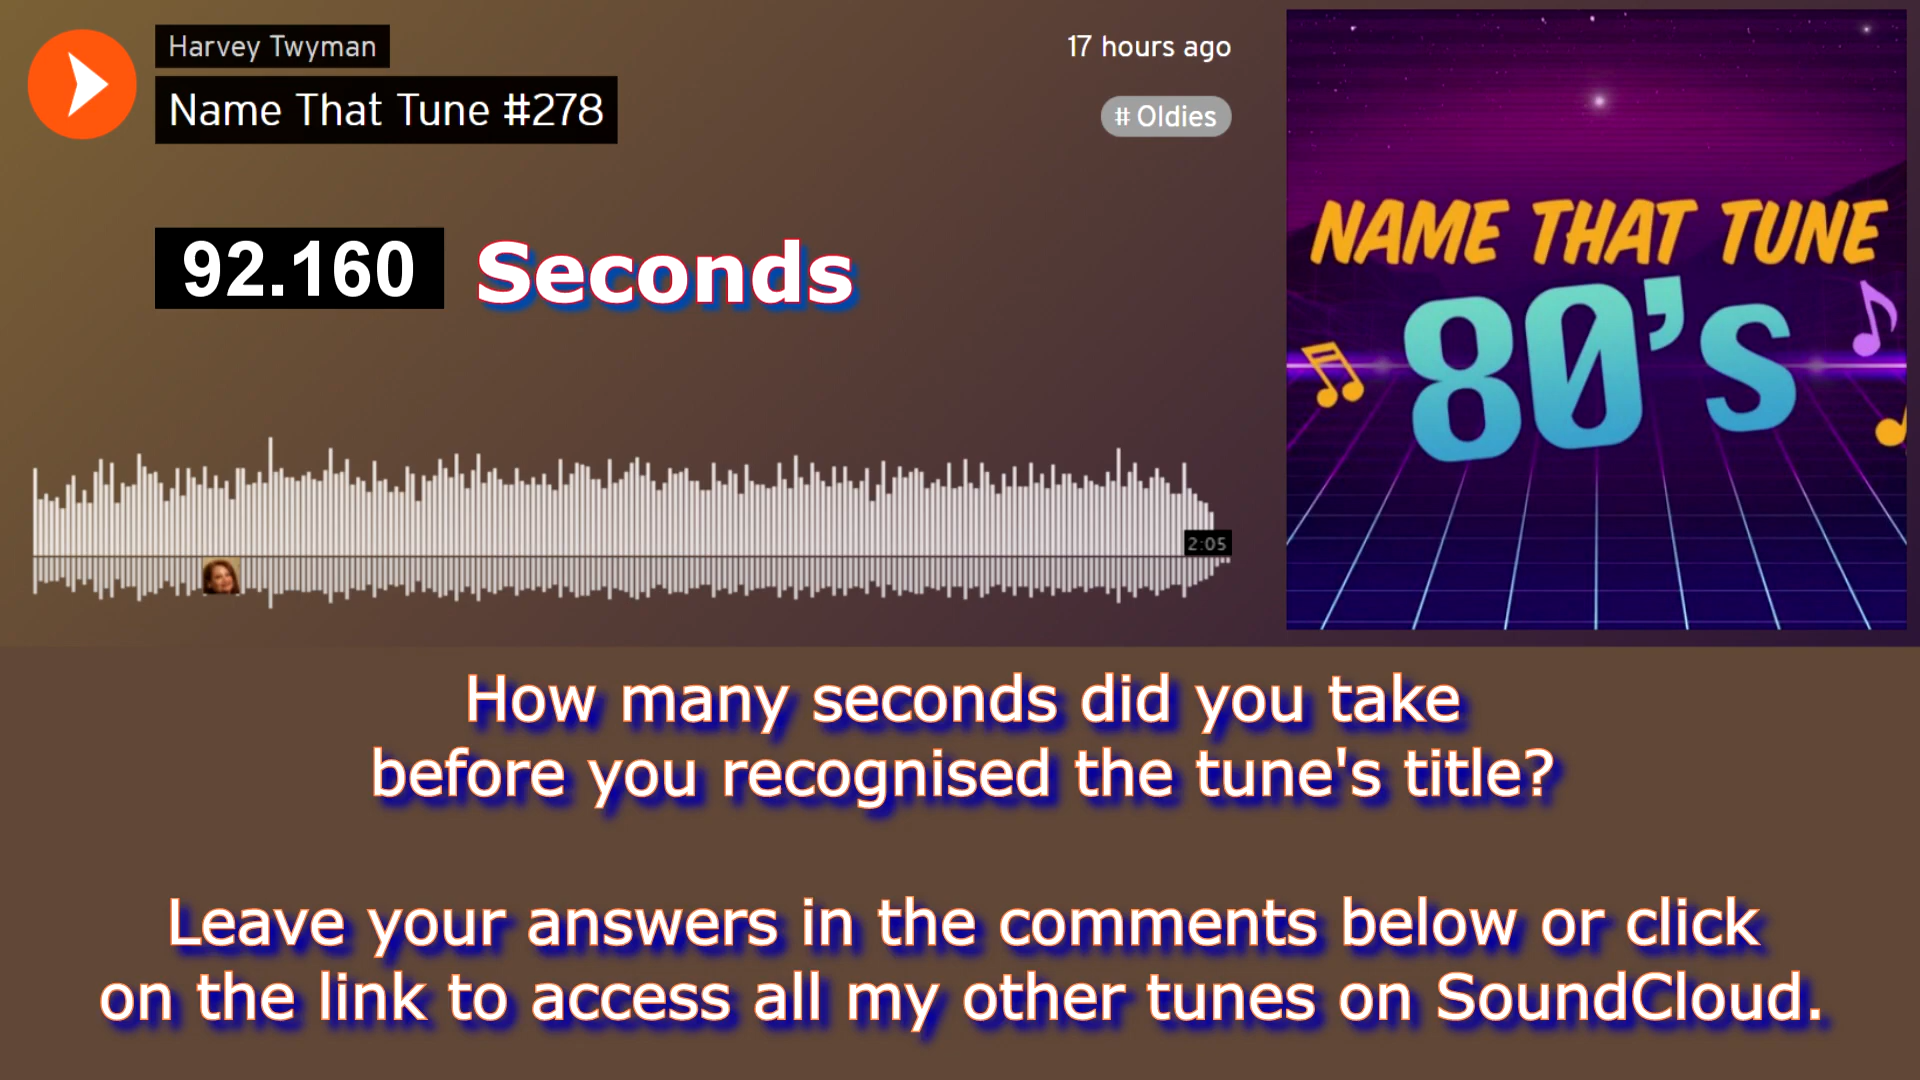 Harvey Twyman
17 hours ago
Name That Tune #278
# Oldies
92.160 Seconds
NAME THAT TUNE
80's
2:05
How many seconds did you take
before you recognised the tune's title?
Leave your answers in the comments below or click
on the link to access all my other tunes on SoundCloud.